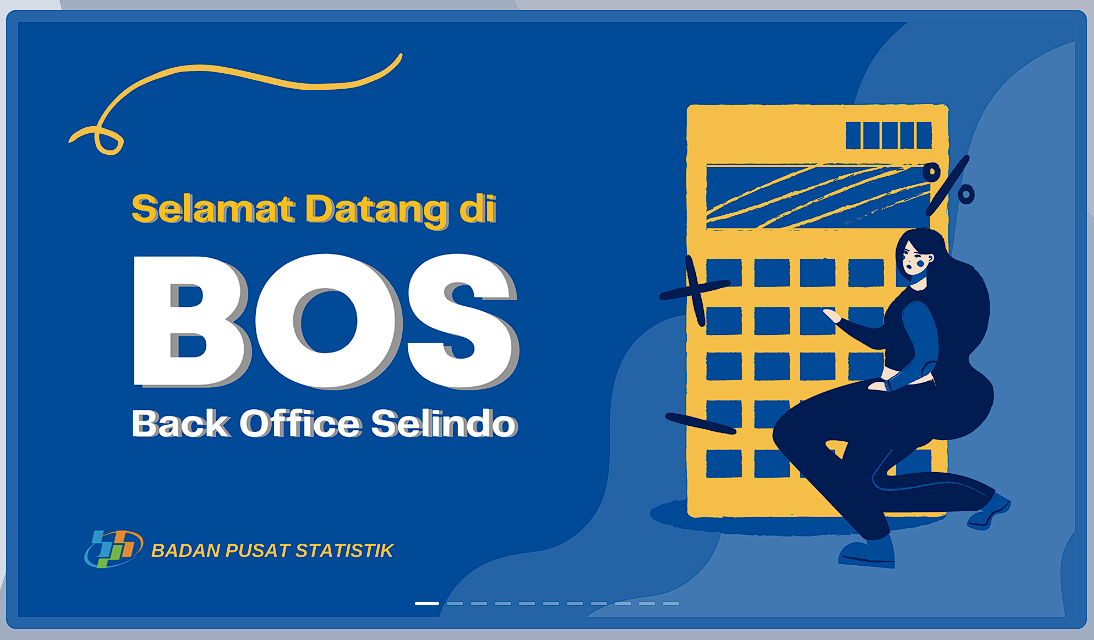 Selamat Datang di
BOS
Back Office Selindo
BADAN PUSAT STATISTIK